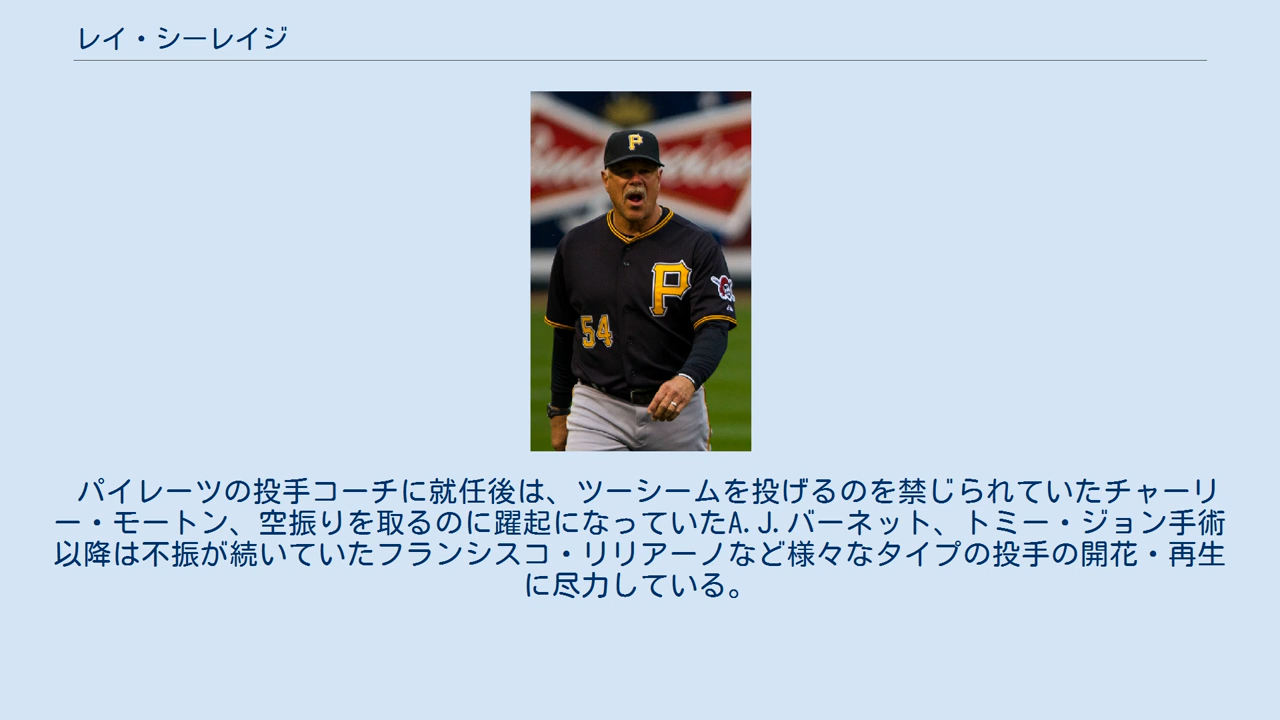 レイ・シーレイジ
Budweiser
P
P
54
パイレーツの投手コーチに就任後は、ツーシームを投げるのを禁じられていたチャーリ
ー・モートン、空振りを取るのに躍起になっていたA.J.バーネット、トミー・ジョン手術
以降は不振が続いていたフランシスコ・リリアーノなど様々なタイプの投手の開花・再生
に尽力している。